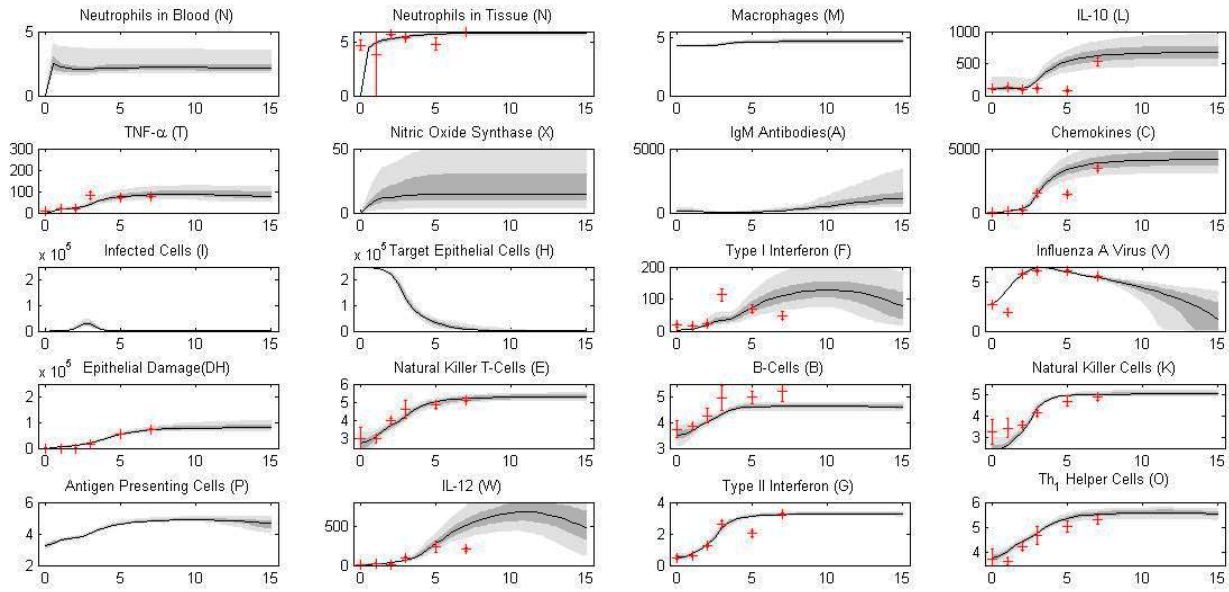 Neutrophils in Blood (N)
5
0
0 5 10 15
Neutrophils in Tissue (N)
5
0
0 5 10 15
Macrophages (M)
5
0
0 5 10 15
IL-10 (L)
1000
500
0
0 5 10 15
TNF-α (T)
300
200
100
0
0 5 10 15
Nitric Oxide Synthase (X)
50
0
0 5 10 15
IgM Antibodies(A)
5000
0
0 5 10 15
Chemokines (C)
5000
0
0 5 10 15
x 10^5
Infected Cells (I)
2
1
0
0 5 10 15
x 10^5
Target Epithelial Cells (H)
2
1
0
0 5 10 15
Type I Interferon (F)
200
100
0
0 5 10 15
Influenza A Virus (V)
5
0
0 5 10 15
x 10^5
Epithelial Damage(DH)
2
1
0
0 5 10 15
Natural Killer T-Cells (E)
6
5
4
3
0 5 10 15
B-Cells (B)
6
5
4
3
0 5 10 15
Natural Killer Cells (K)
5
4
3
0 5 10 15
Antigen Presenting Cells (P)
6
4
2
0 5 10 15
IL-12 (W)
500
0
0 5 10 15
Type II Interferon (G)
4
2
0
0 5 10 15
Th₁ Helper Cells (O)
6
5
4
0 5 10 15